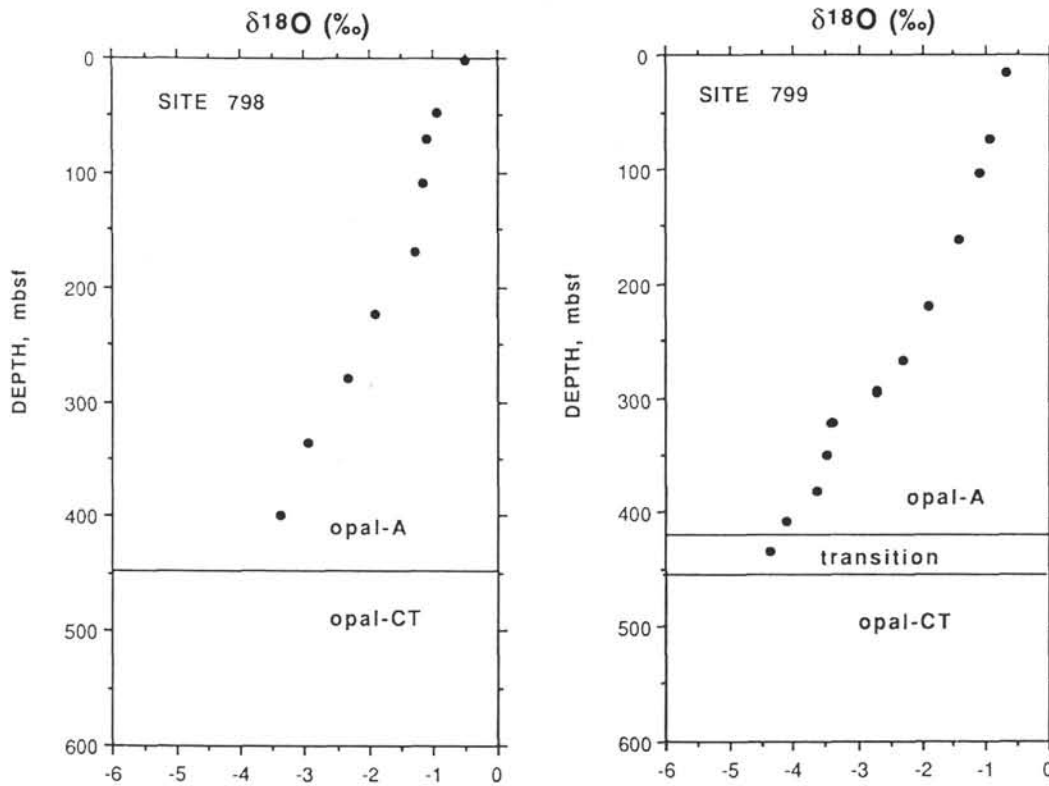 δ18O (‰)
0
100
200
300
400
500
600
DEPTH, mbsf
SITE 798
opal-A
opal-CT
-6 -5 -4 -3 -2 -1 0
δ18O (‰)
0
100
200
300
400
500
600
DEPTH, mbsf
SITE 799
opal-A
transition
opal-CT
-6 -5 -4 -3 -2 -1 0